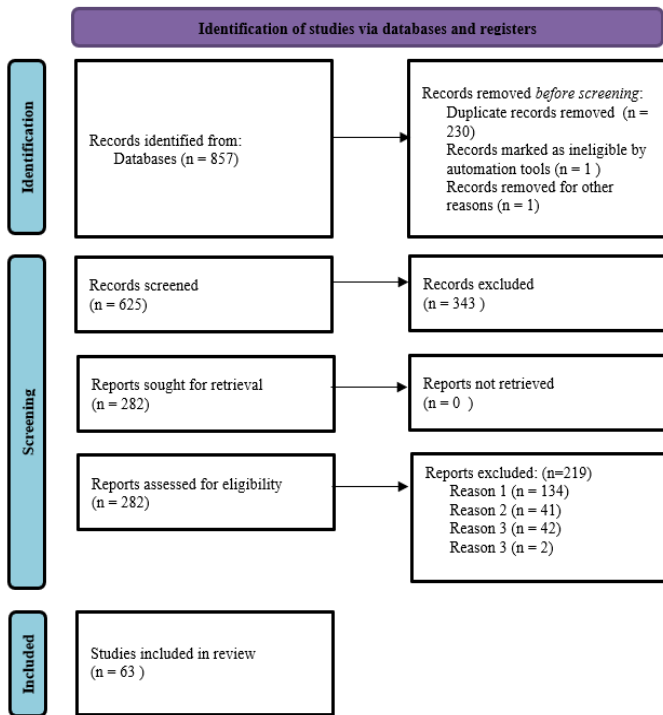 Identification of studies via databases and registers
Identification
Records identified from:
Databases (n = 857)
Records removed before screening:
Duplicate records removed (n =
230)
Records marked as ineligible by
automation tools (n = 1 )
Records removed for other
reasons (n = 1)
Screening
Records screened
(n = 625)
Records excluded
(n = 343 )
Reports sought for retrieval
(n = 282)
Reports not retrieved
(n = 0 )
Reports assessed for eligibility
(n = 282)
Reports excluded: (n=219)
Reason 1 (n = 134)
Reason 2 (n = 41)
Reason 3 (n = 42)
Reason 3 (n = 2)
Included
Studies included in review
(n = 63 )